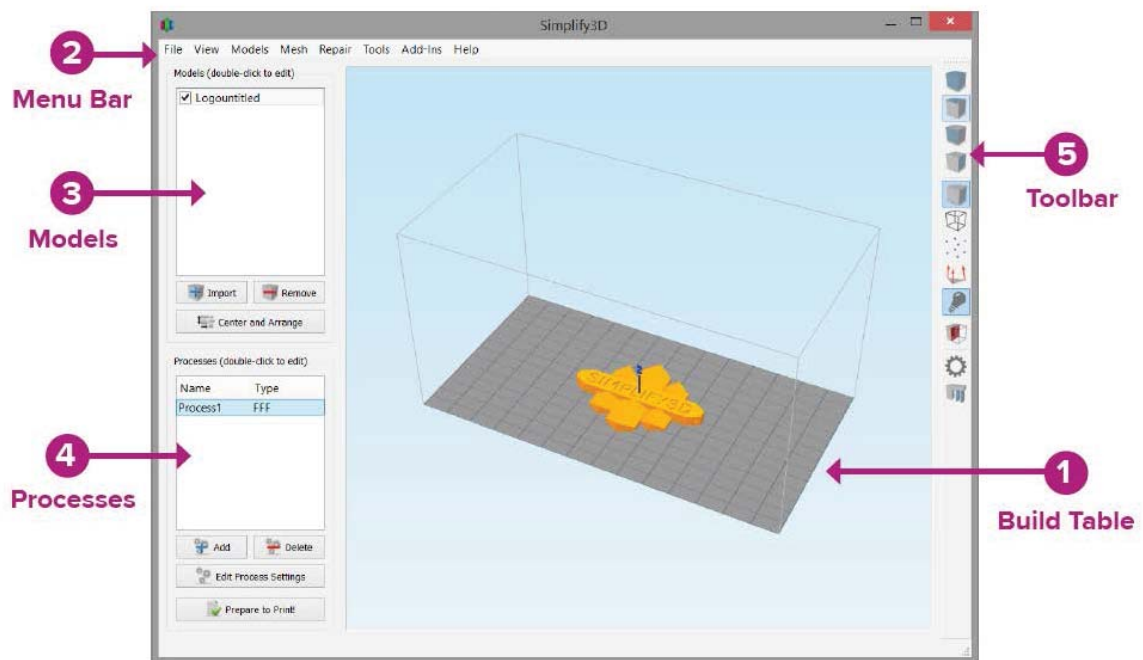 Simplify3D
2
Menu Bar
File View Models Mesh Repair Tools Add-Ins Help
Models (double-click to edit)
Logountitled
3
Models
Import Remove
Center and Arrange
Processes (double-click to edit)
Name Type
Process1 FFF
4
Processes
Add Delete
Edit Process Settings
Prepare to Print!
SIMPLIFY3D
Z
5
Toolbar
1
Build Table